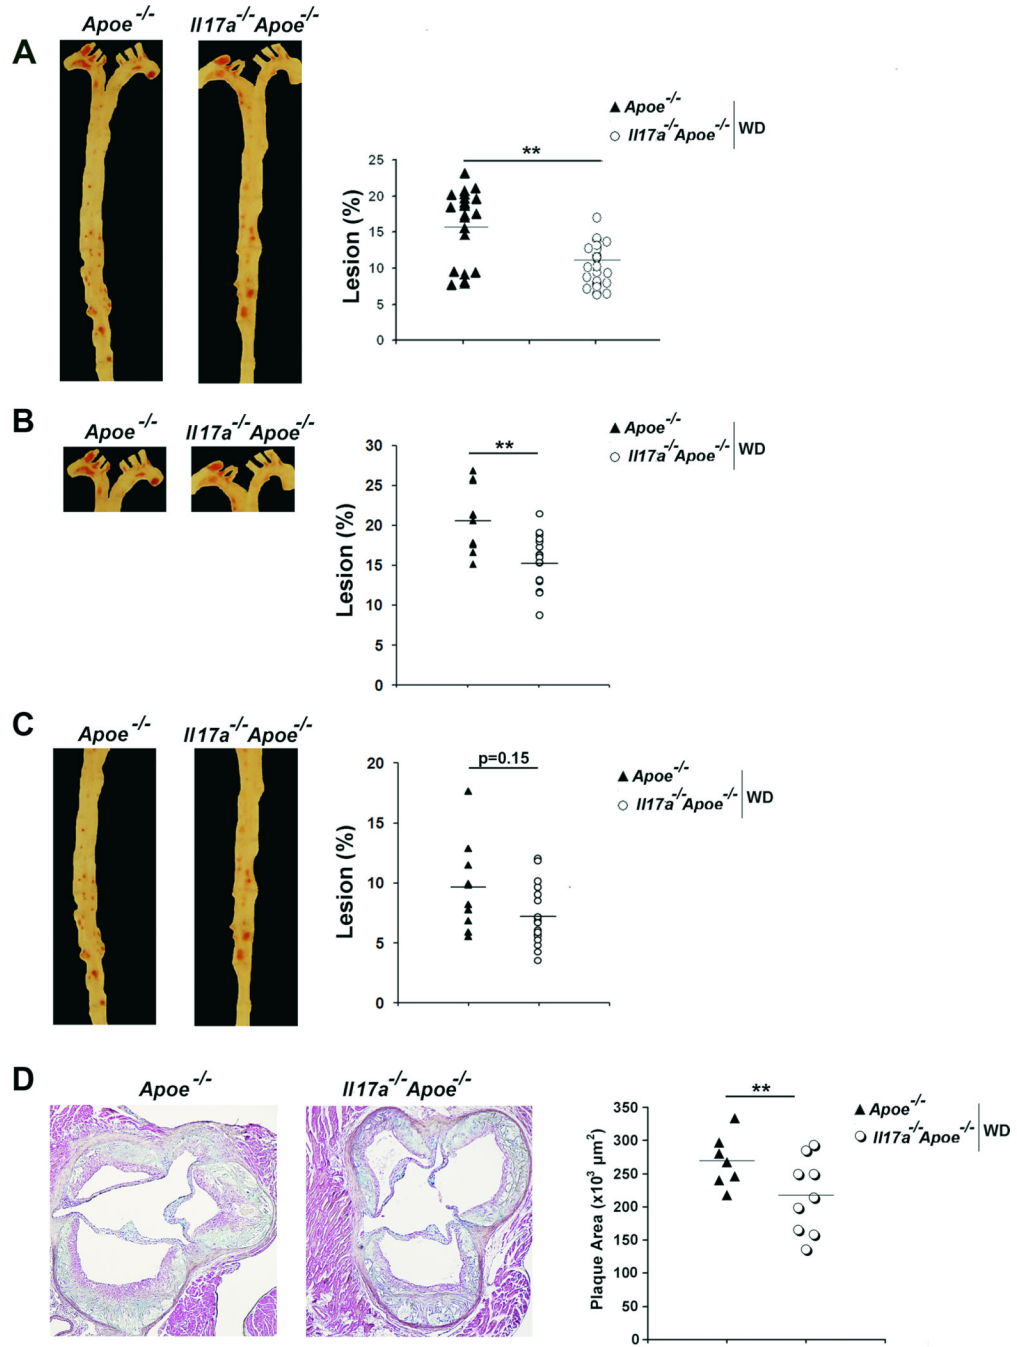 A
Apoe-/-
Il17a-/-Apoe-/-
Apoe-/-
Il17a-/-Apoe-/-
WD
**
Lesion (%)
25
20
15
10
5
0
B
Apoe-/-
Il17a-/-Apoe-/-
Apoe-/-
Il17a-/-Apoe-/-
WD
**
Lesion (%)
30
25
20
15
10
5
0
C
Apoe-/-
Il17a-/-Apoe-/-
p=0.15
Apoe-/-
Il17a-/-Apoe-/-
WD
Lesion (%)
20
15
10
5
0
D
Apoe-/-
Il17a-/-Apoe-/-
**
Apoe-/-
Il17a-/-Apoe-/-
WD
Plaque Area (x10³ µm²)
350
300
250
200
150
100
50
0